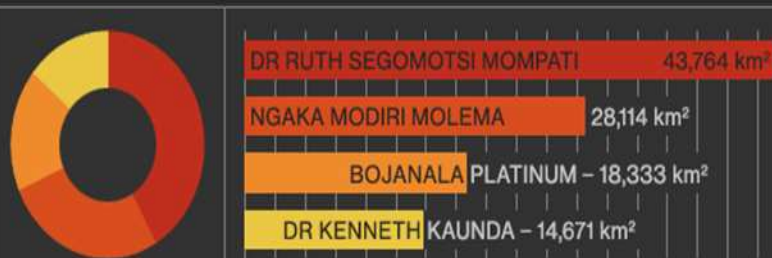 DR RUTH SEGOMOTSI MOMPATI 43,764 km²
NGAKA MODIRI MOLEMA 28,114 km²
BOJANALA PLATINUM – 18,333 km²
DR KENNETH KAUNDA – 14,671 km²